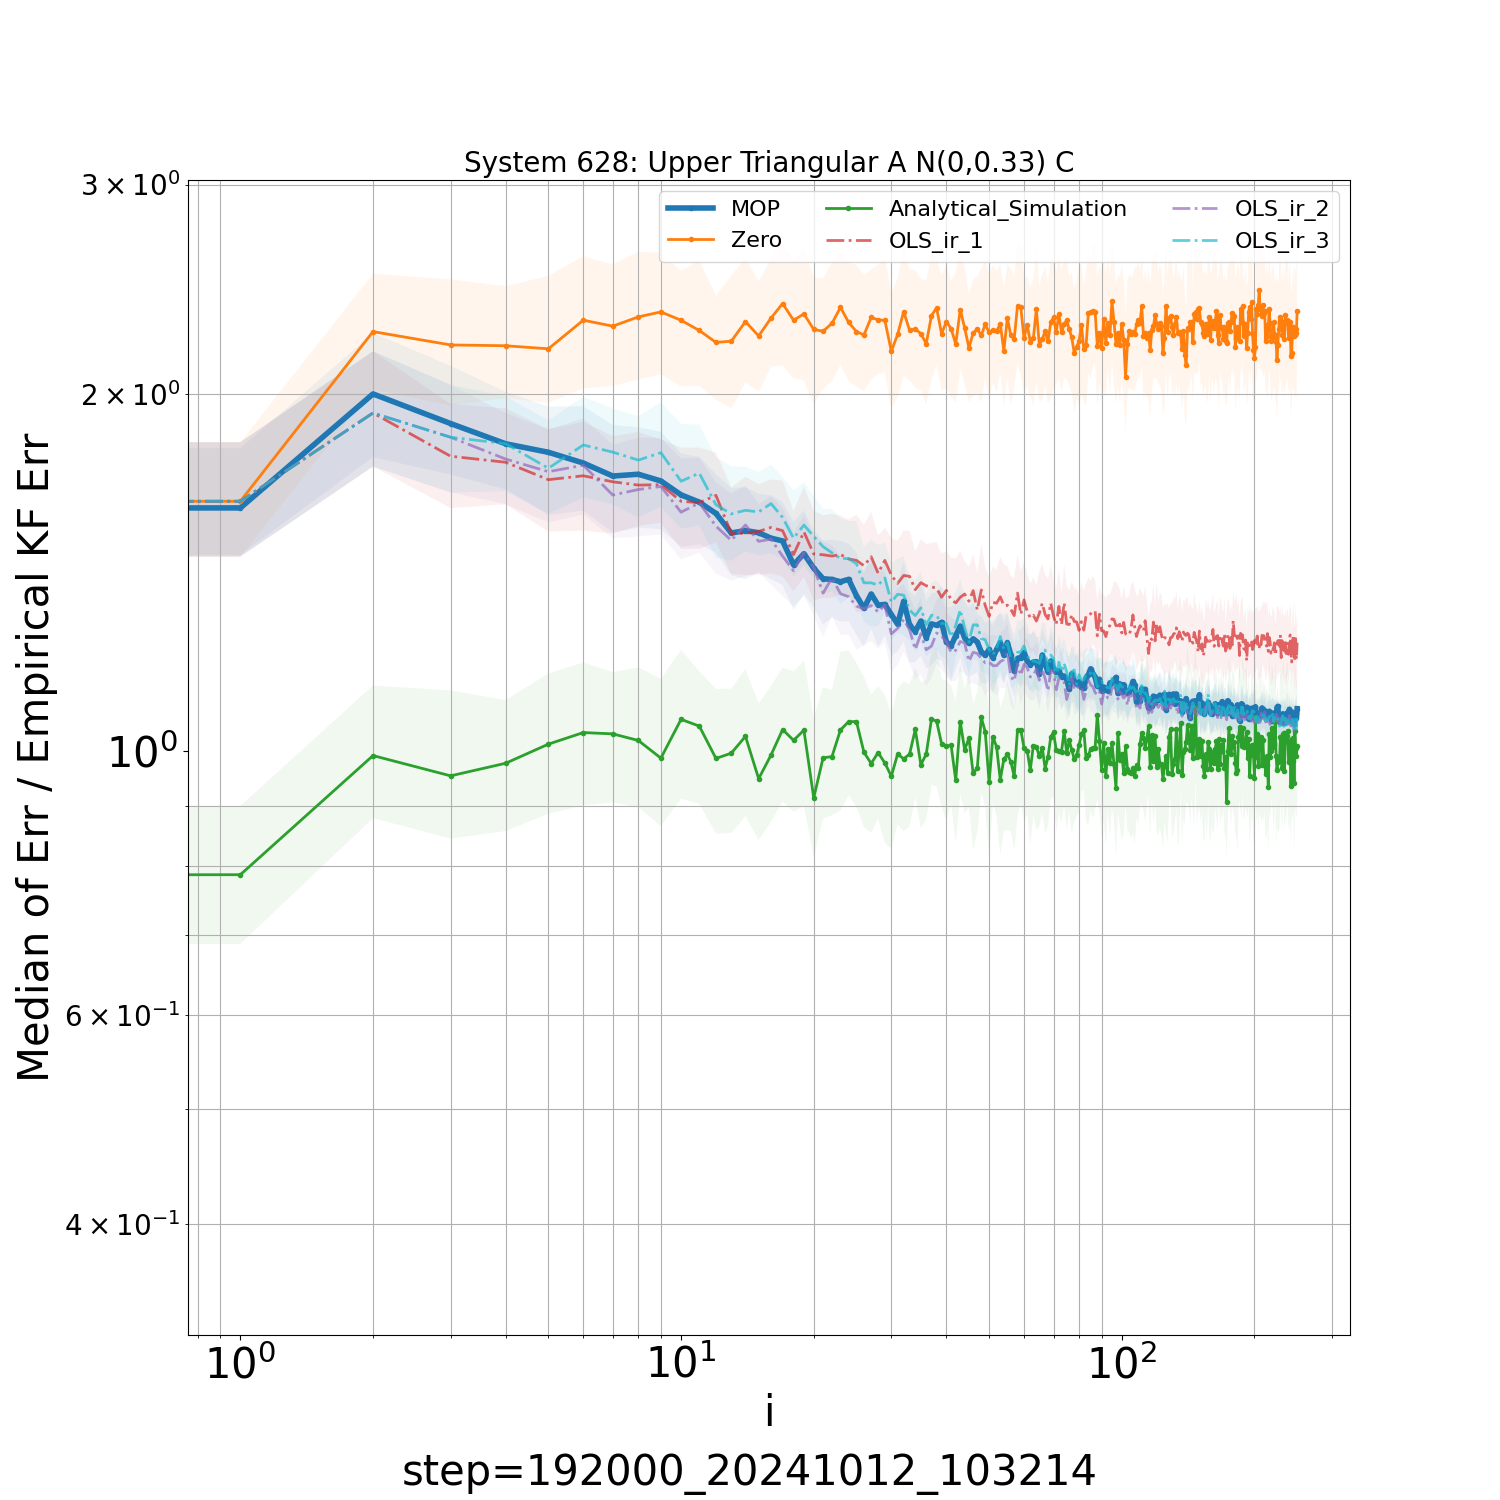 System 628: Upper Triangular A N(0,0.33) C
MOP
Zero
Analytical_Simulation
OLS_ir_1
OLS_ir_2
OLS_ir_3
Median of Err / Empirical KF Err
3 × 10⁰
2 × 10⁰
10⁰
6 × 10⁻¹
4 × 10⁻¹
10⁰ 10¹ 10²
i
step=192000_20241012_103214